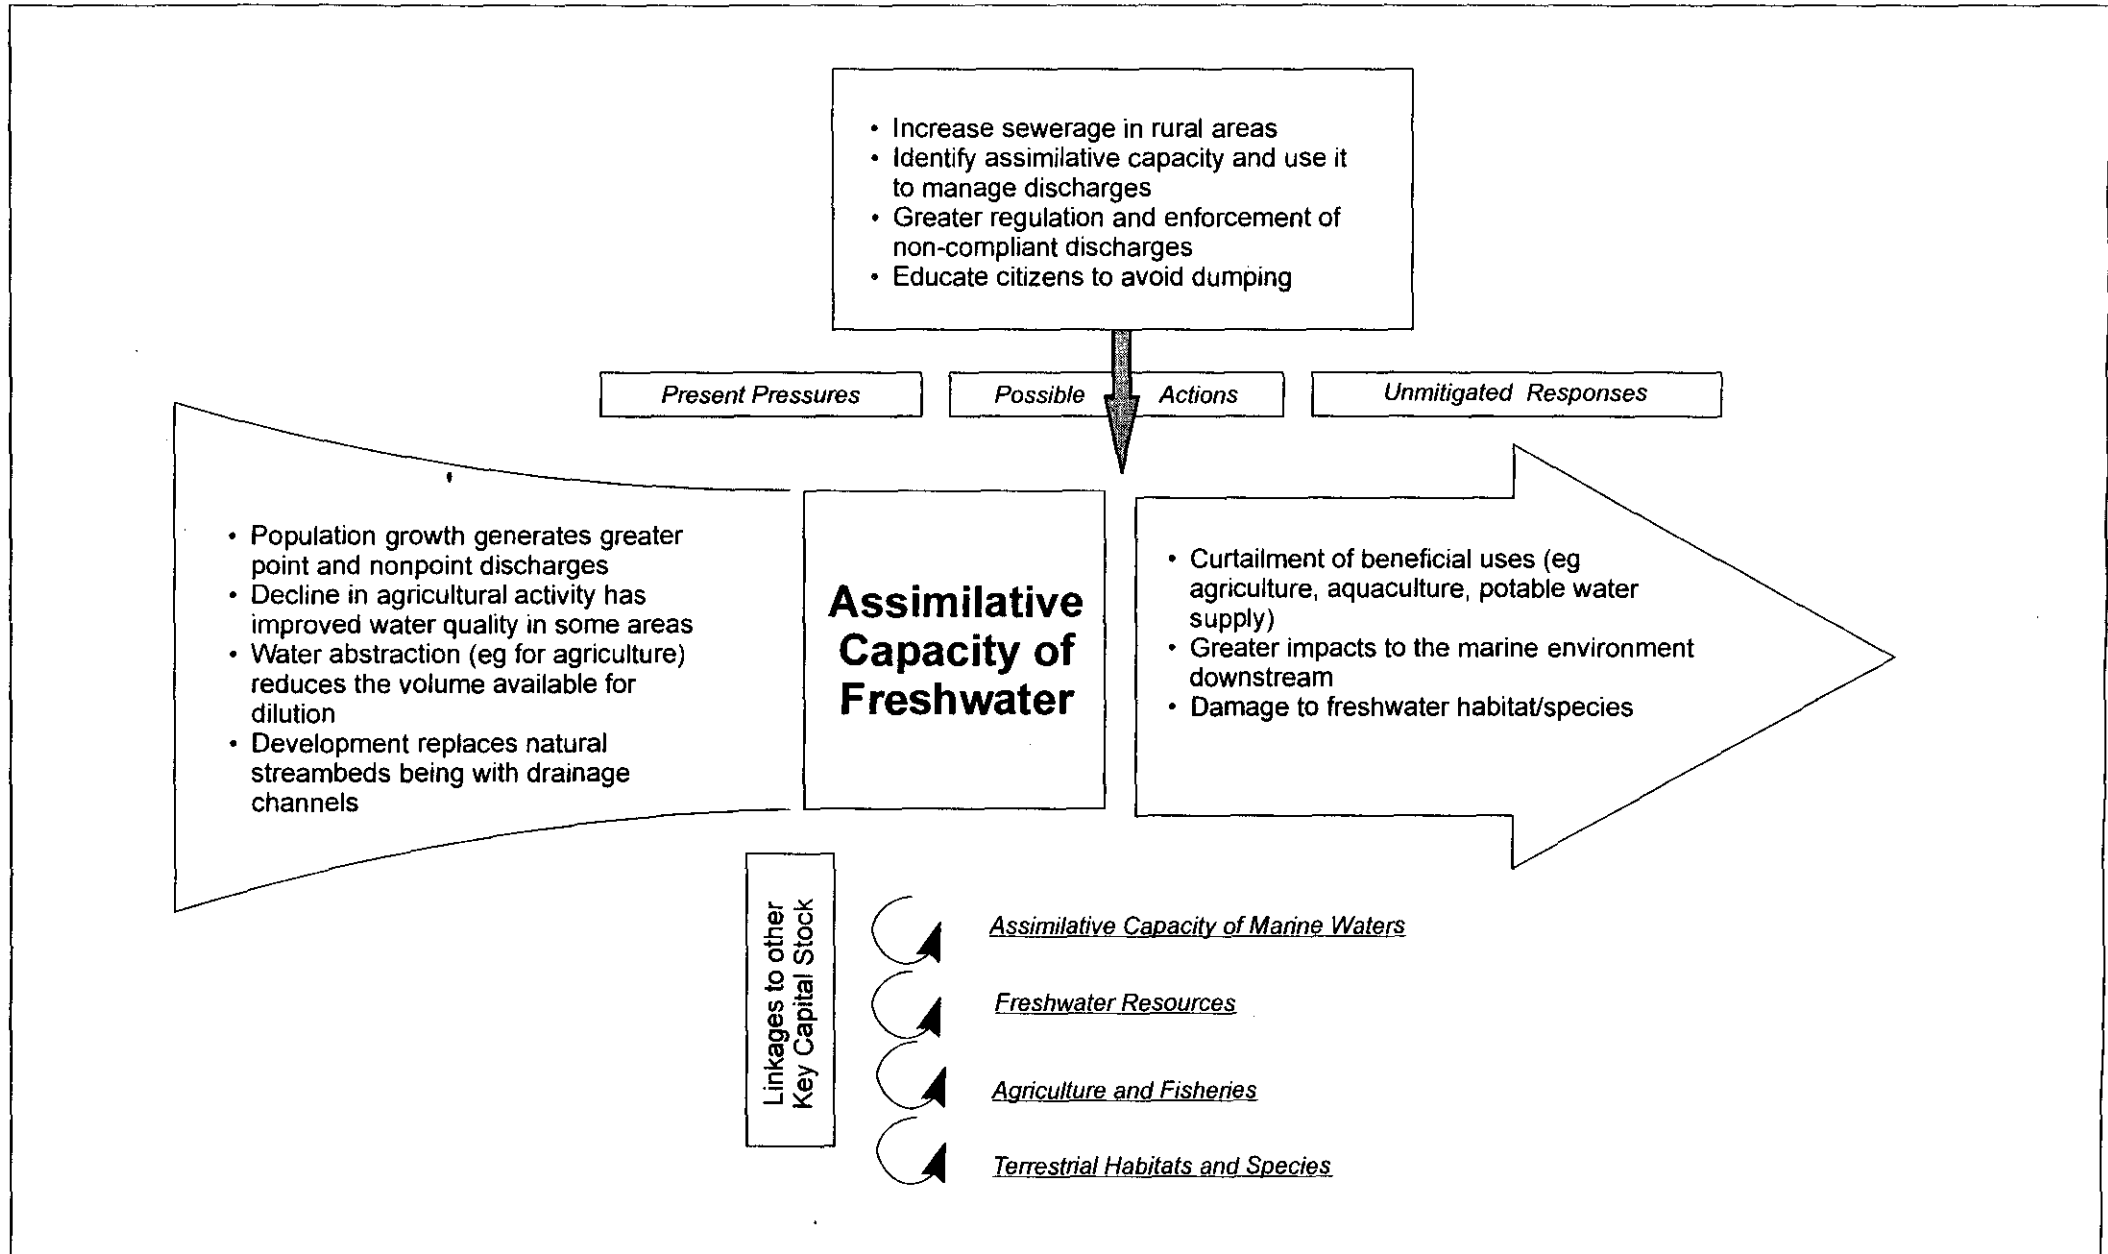 • Increase sewerage in rural areas
• Identify assimilative capacity and use it
to manage discharges
• Greater regulation and enforcement of
non-compliant discharges
• Educate citizens to avoid dumping
Present Pressures
Possible Actions
Unmitigated Responses
• Population growth generates greater
point and nonpoint discharges
• Decline in agricultural activity has
improved water quality in some areas
• Water abstraction (eg for agriculture)
reduces the volume available for
dilution
• Development replaces natural
streambeds being with drainage
channels
Assimilative
Capacity of
Freshwater
• Curtailment of beneficial uses (eg
agriculture, aquaculture, potable water
supply)
• Greater impacts to the marine environment
downstream
• Damage to freshwater habitat/species
Linkages to other
Key Capital Stock
Assimilative Capacity of Marine Waters
Freshwater Resources
Agriculture and Fisheries
Terrestrial Habitats and Species